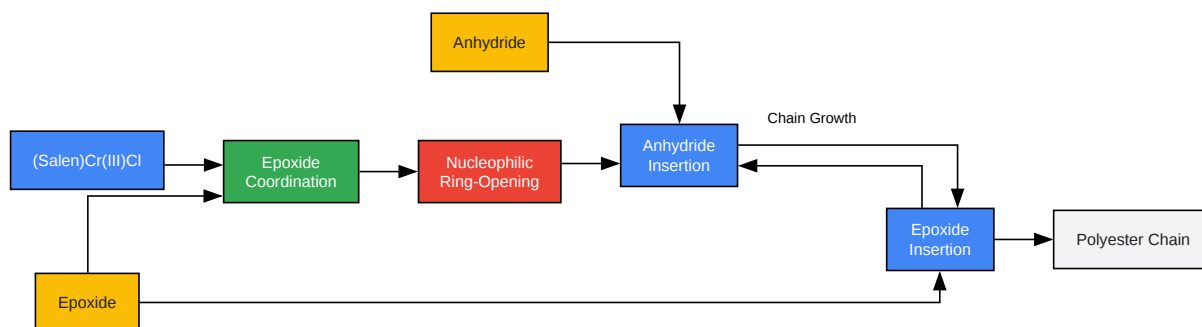 Anhydride
Chain Growth
(Salen)Cr(III)Cl
Epoxide
Coordination
Nucleophilic
Ring-Opening
Anhydride
Insertion
Epoxide
Insertion
Polyester Chain
Epoxide